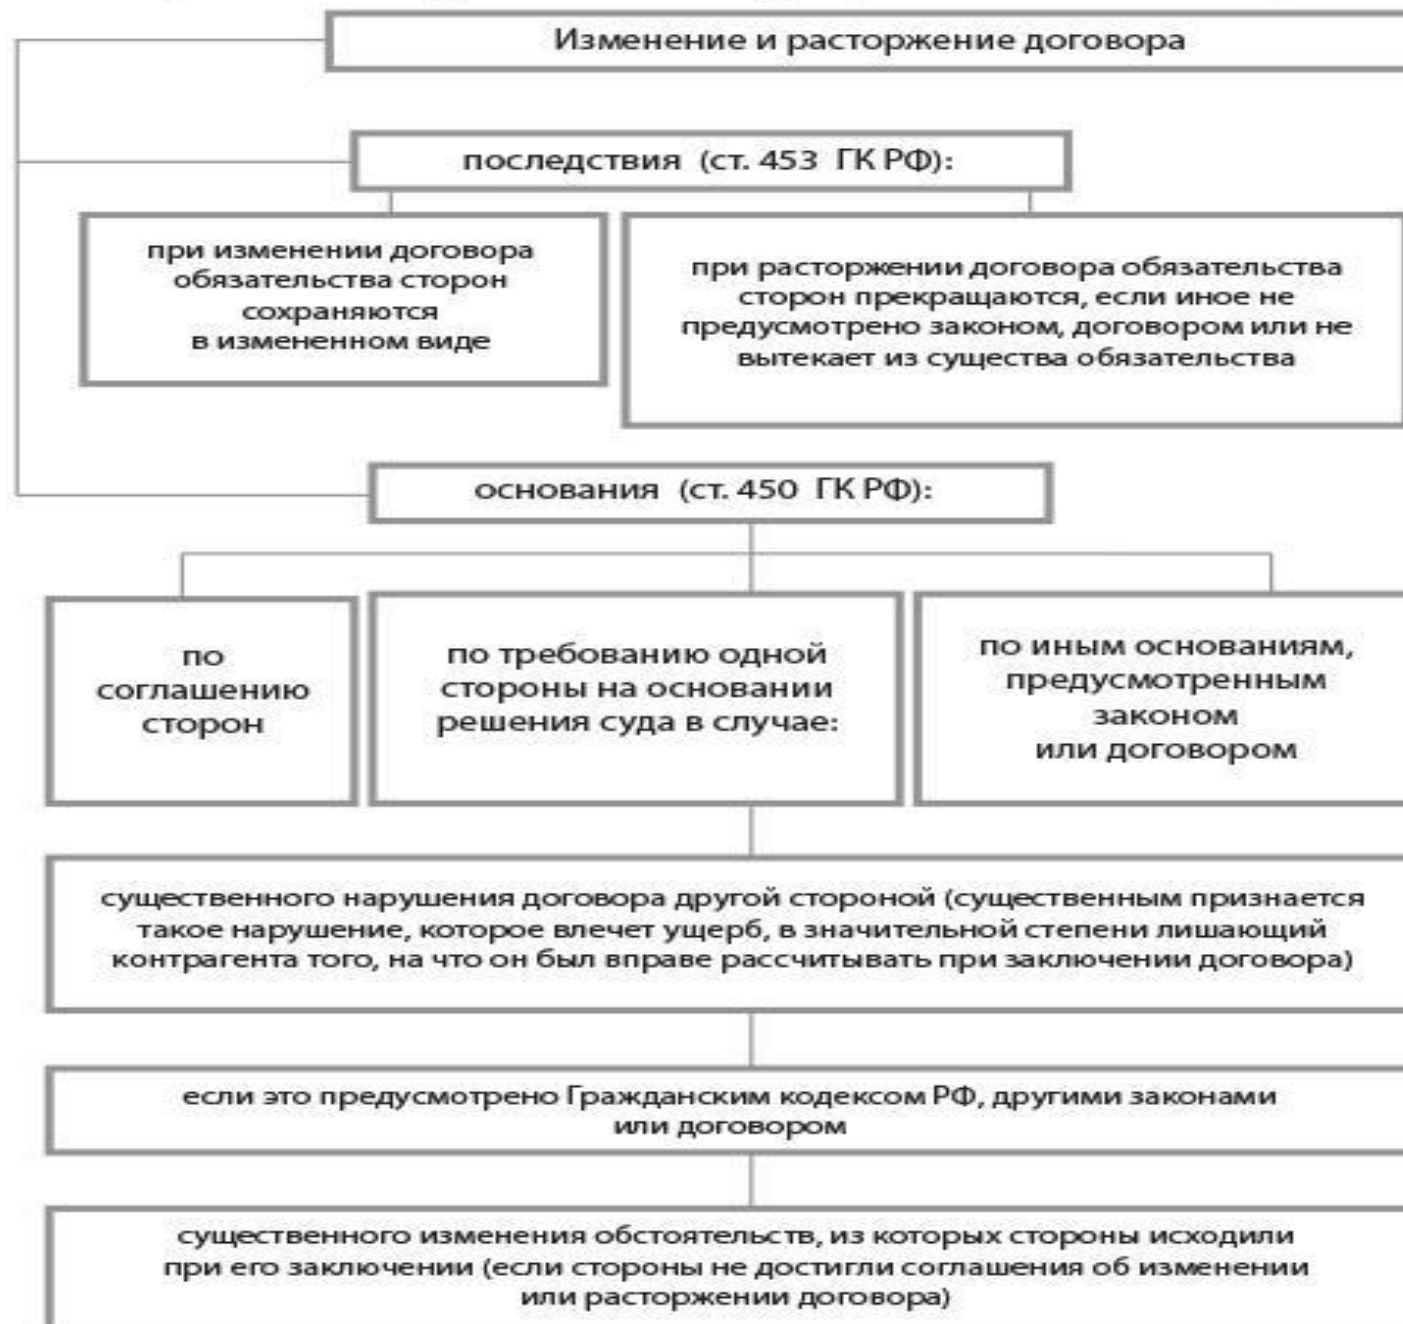 Изменение и расторжение договора
последствия (ст. 453 ГК РФ):
при изменении договора
обязательства сторон
сохраняются
в измененном виде
при расторжении договора обязательства
сторон прекращаются, если иное не
предусмотрено законом, договором или не
вытекает из существа обязательства
основания (ст. 450 ГК РФ):
по
соглашению
сторон
по требованию одной
стороны на основании
решения суда в случае:
по иным основаниям,
предусмотренным
законом
или договором
существенного нарушения договора другой стороной (существенным признается
такое нарушение, которое влечет ущерб, в значительной степени лишающий
контрагента того, на что он был вправе рассчитывать при заключении договора)
если это предусмотрено Гражданским кодексом РФ, другими законами
или договором
существенного изменения обстоятельств, из которых стороны исходили
при его заключении (если стороны не достигли соглашения об изменении
или расторжении договора)